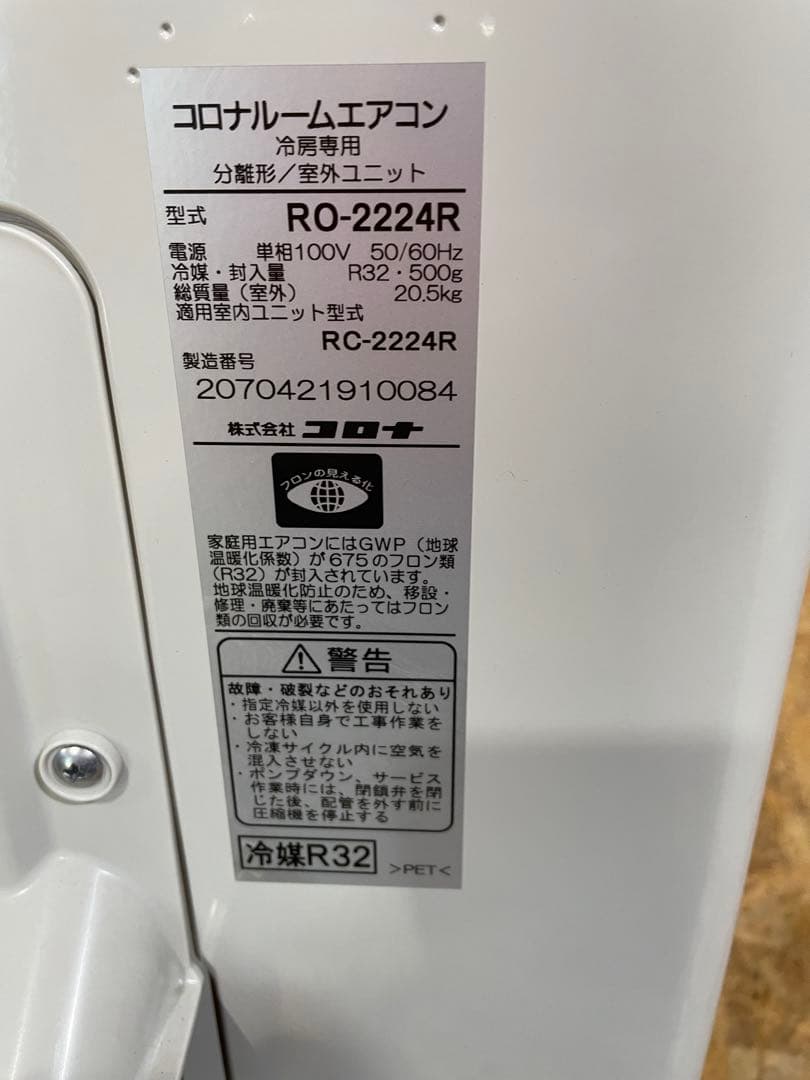 コロナルームエアコン
冷房専用
分離形/室外ユニット
型式 RO-2224R
電源 単相100V 50/60Hz
冷媒・封入量 R32・500g
総質量(室外) 20.5kg
適用室内ユニット型式
RC-2224R
製造番号
2070421910084
株式会社 コロナ
フロンの見える化
家庭用エアコンにはGWP(地球
温暖化係数)が675のフロン類
(R32)が封入されています。
地球温暖化防止のため、移設・
修理・廃棄等にあたってはフロン
類の回収が必要です。
警告
故障・破裂などのおそれあり
・指定冷媒以外を使用しない
・お客様自身で工事作業を
しない
・冷凍サイクル内に空気を
混入させない
・ポンプダウン、サービス
作業時には、閉鎖弁を閉
じた後、配管を外す前に
圧縮機を停止する
冷媒R32
>PET<